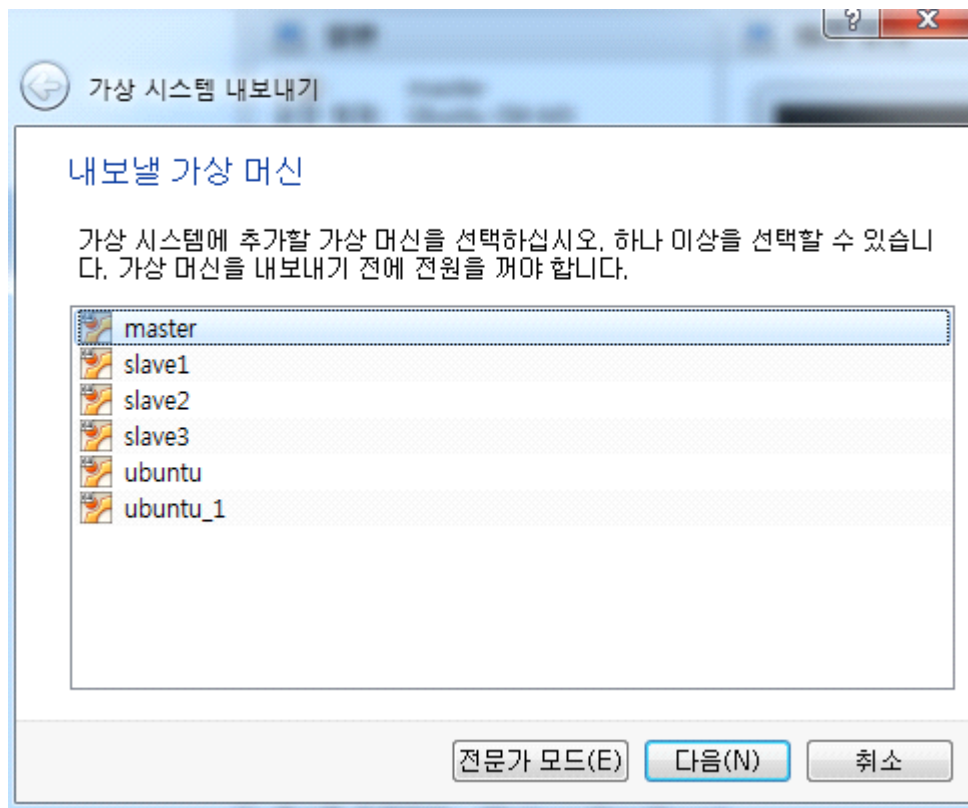 가상 시스템 내보내기
내보낼 가상 머신
가상 시스템에 추가할 가상 머신을 선택하십시오. 하나 이상을 선택할 수 있습니
다. 가상 머신을 내보내기 전에 전원을 꺼야 합니다.
master
slave1
slave2
slave3
ubuntu
ubuntu_1
전문가 모드(E) 다음(N) 취소